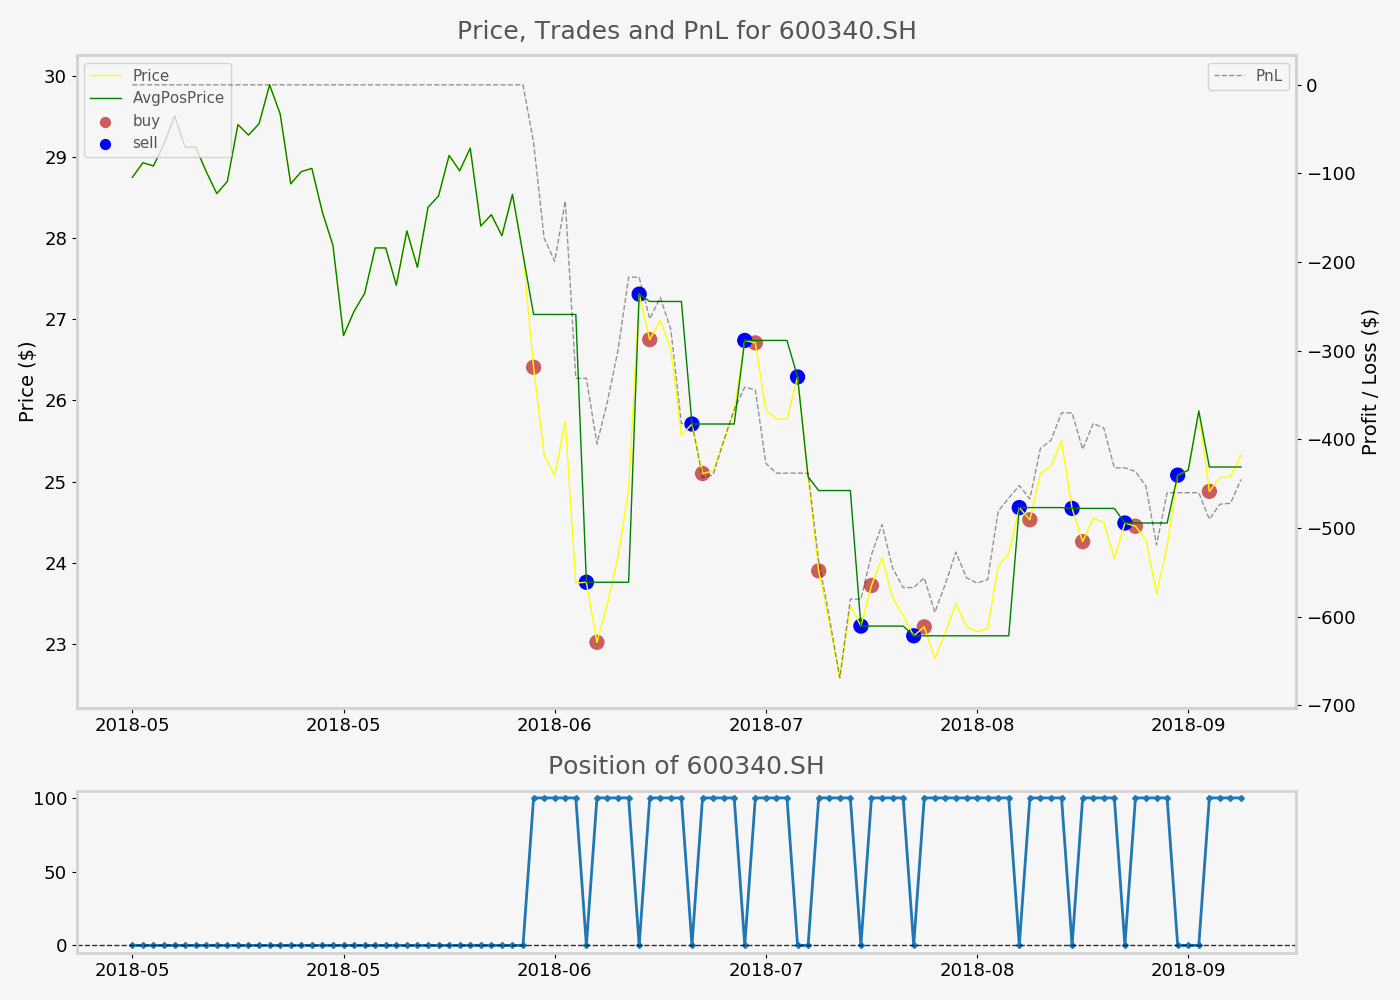 Price, Trades and PnL for 600340.SH
Price
AvgPosPrice
buy
sell
PnL
30
29
28
27
26
25
24
23
Price ($)
0
−100
−200
−300
−400
−500
−600
−700
Profit / Loss ($)
2018-05 2018-05 2018-06 2018-07 2018-08 2018-09
Position of 600340.SH
100
50
0
2018-05 2018-05 2018-06 2018-07 2018-08 2018-09